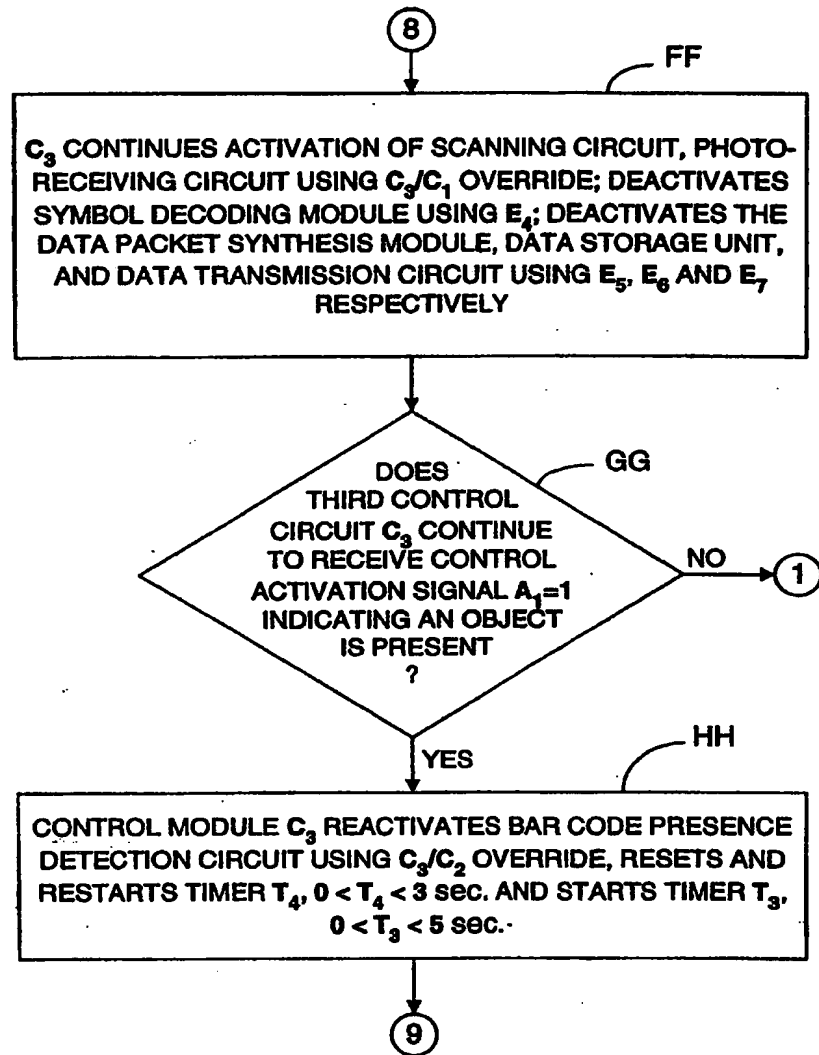 8
FF
C3 CONTINUES ACTIVATION OF SCANNING CIRCUIT, PHOTO-
RECEIVING CIRCUIT USING C3/C1 OVERRIDE; DEACTIVATES
SYMBOL DECODING MODULE USING E4; DEACTIVATES THE
DATA PACKET SYNTHESIS MODULE, DATA STORAGE UNIT,
AND DATA TRANSMISSION CIRCUIT USING E5, E6 AND E7
RESPECTIVELY
GG
DOES
THIRD CONTROL
CIRCUIT C3 CONTINUE
TO RECEIVE CONTROL
ACTIVATION SIGNAL A1=1
INDICATING AN OBJECT
IS PRESENT
?
NO
1
YES
HH
CONTROL MODULE C3 REACTIVATES BAR CODE PRESENCE
DETECTION CIRCUIT USING C3/C2 OVERRIDE, RESETS AND
RESTARTS TIMER T4, 0 < T4 < 3 sec. AND STARTS TIMER T3,
0 < T3 < 5 sec.
9